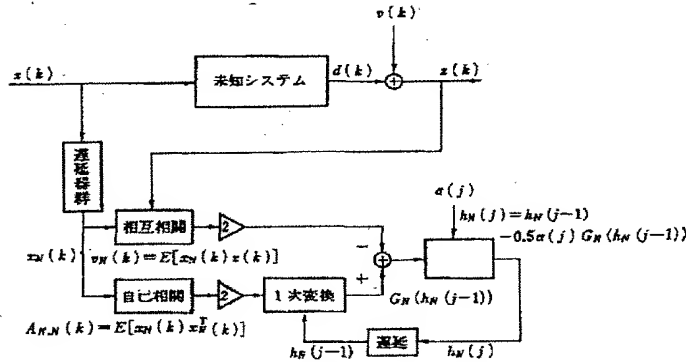 v(k)
x(k)
未知システム
d(k)
z(k)
遅延器群
α(j)
相互相関
2
h_N(j)=h_N(j−1)
−0.5α(j) G_N(h_N(j−1))
−
x_N(k)
v_N(k)=E[x_N(k) z(k)]
+
自己相関
2
1次変換
G_N(h_N(j−1))
A_{N,N}(k)=E[x_N(k) x_N^T(k)]
h_N(j−1)
遅延
h_N(j)